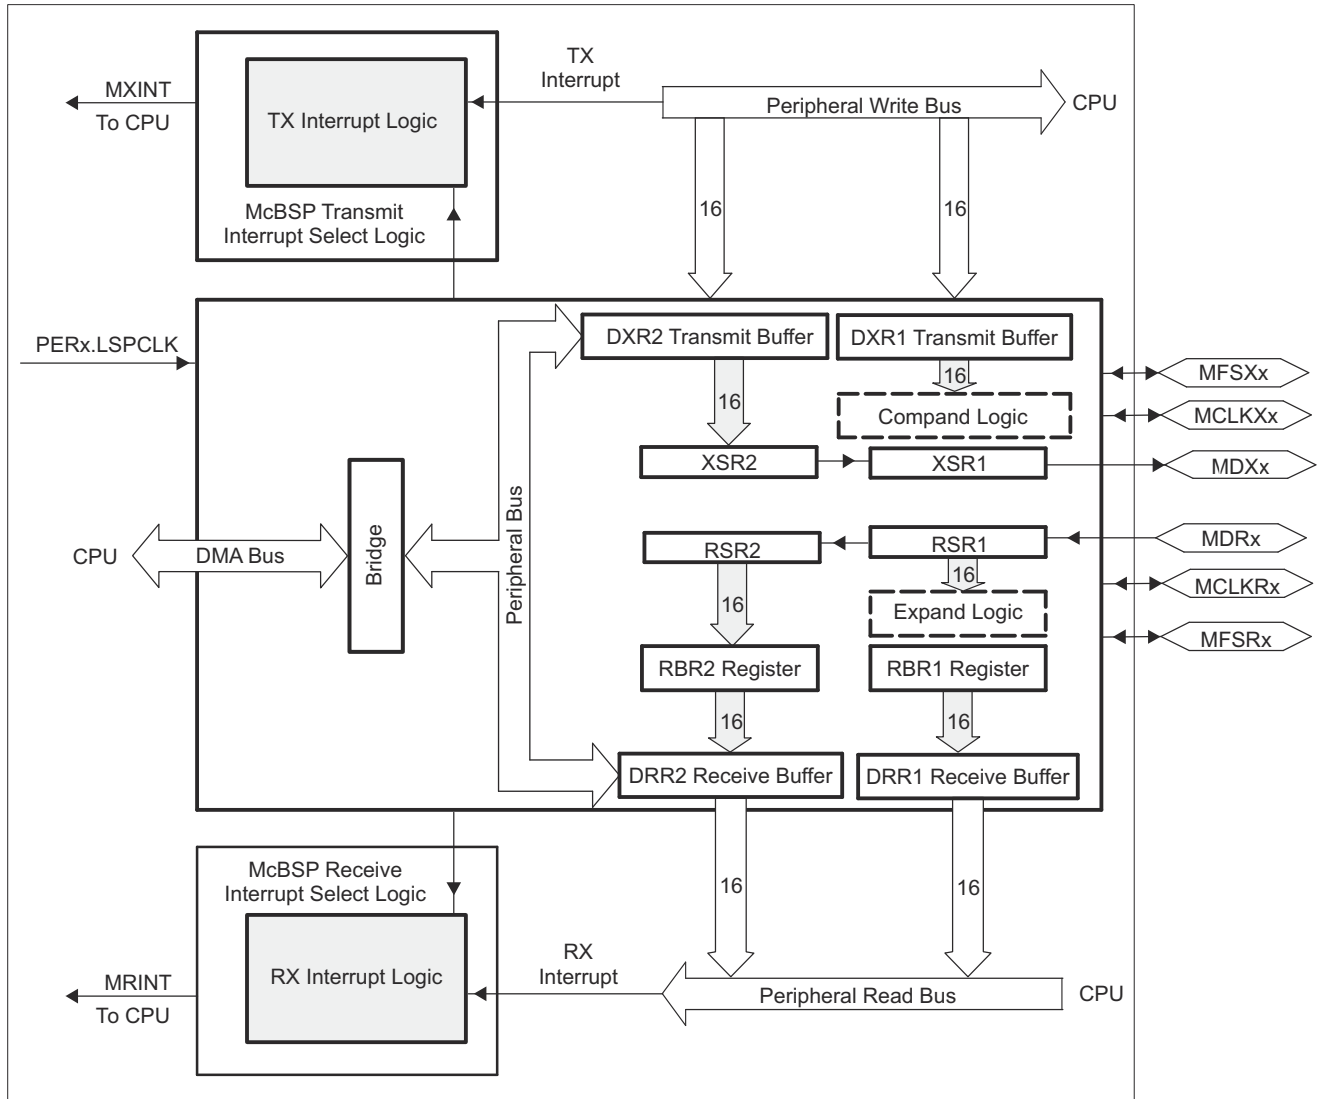 TX
Interrupt
MXINT
To CPU
TX Interrupt Logic
Peripheral Write Bus
CPU
McBSP Transmit
Interrupt Select Logic
16
16
PERx.LSPCLK
DXR2 Transmit Buffer
DXR1 Transmit Buffer
MFSXx
16
16
Compand Logic
MCLKXx
XSR2
XSR1
MDXx
Peripheral Bus
CPU
DMA Bus
Bridge
RSR2
RSR1
MDRx
16
16
Expand Logic
MCLKRx
MFSRx
RBR2 Register
RBR1 Register
16
16
DRR2 Receive Buffer
DRR1 Receive Buffer
McBSP Receive
Interrupt Select Logic
16
16
RX Interrupt Logic
RX
Interrupt
MRINT
To CPU
Peripheral Read Bus
CPU